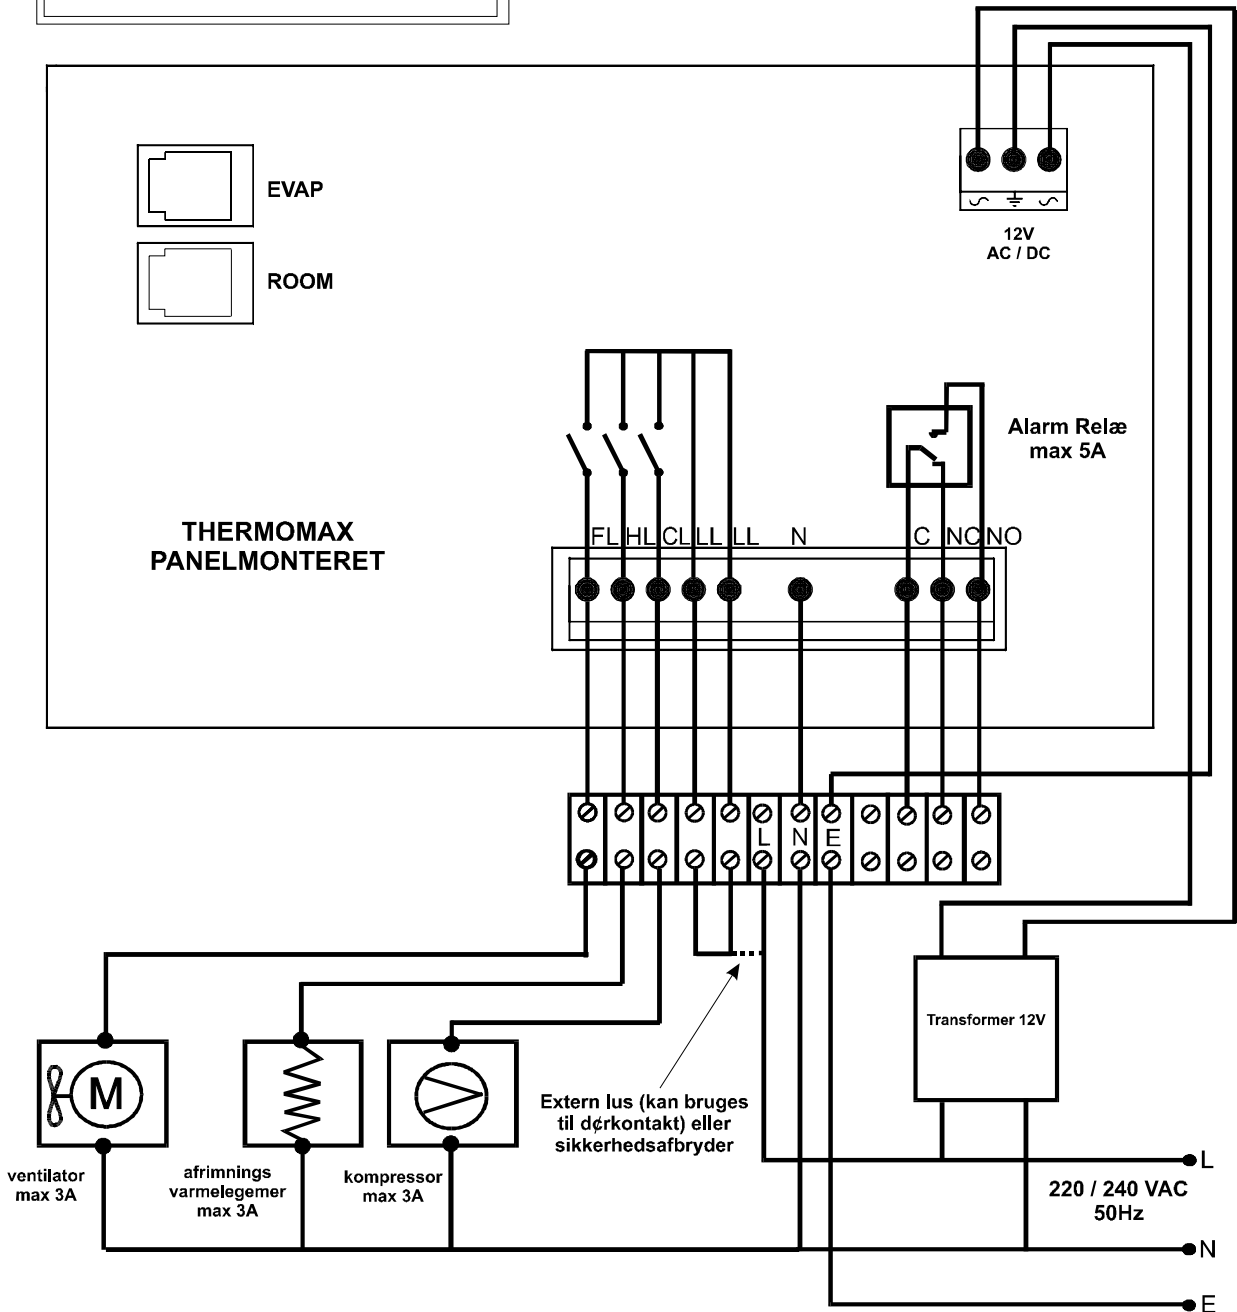 EVAP
ROOM
12V
AC / DC
Alarm Relæ
max 5A
THERMOMAX
PANELMONTERET
FL HL CL LL LL N C NC NO
L N E
Transformer 12V
M
Extern lus (kan bruges
til dørkontakt) eller
sikkerhedsafbryder
ventilator
max 3A
afrimnings
varmelegemer
max 3A
kompressor
max 3A
L
220 / 240 VAC
50Hz
N
E